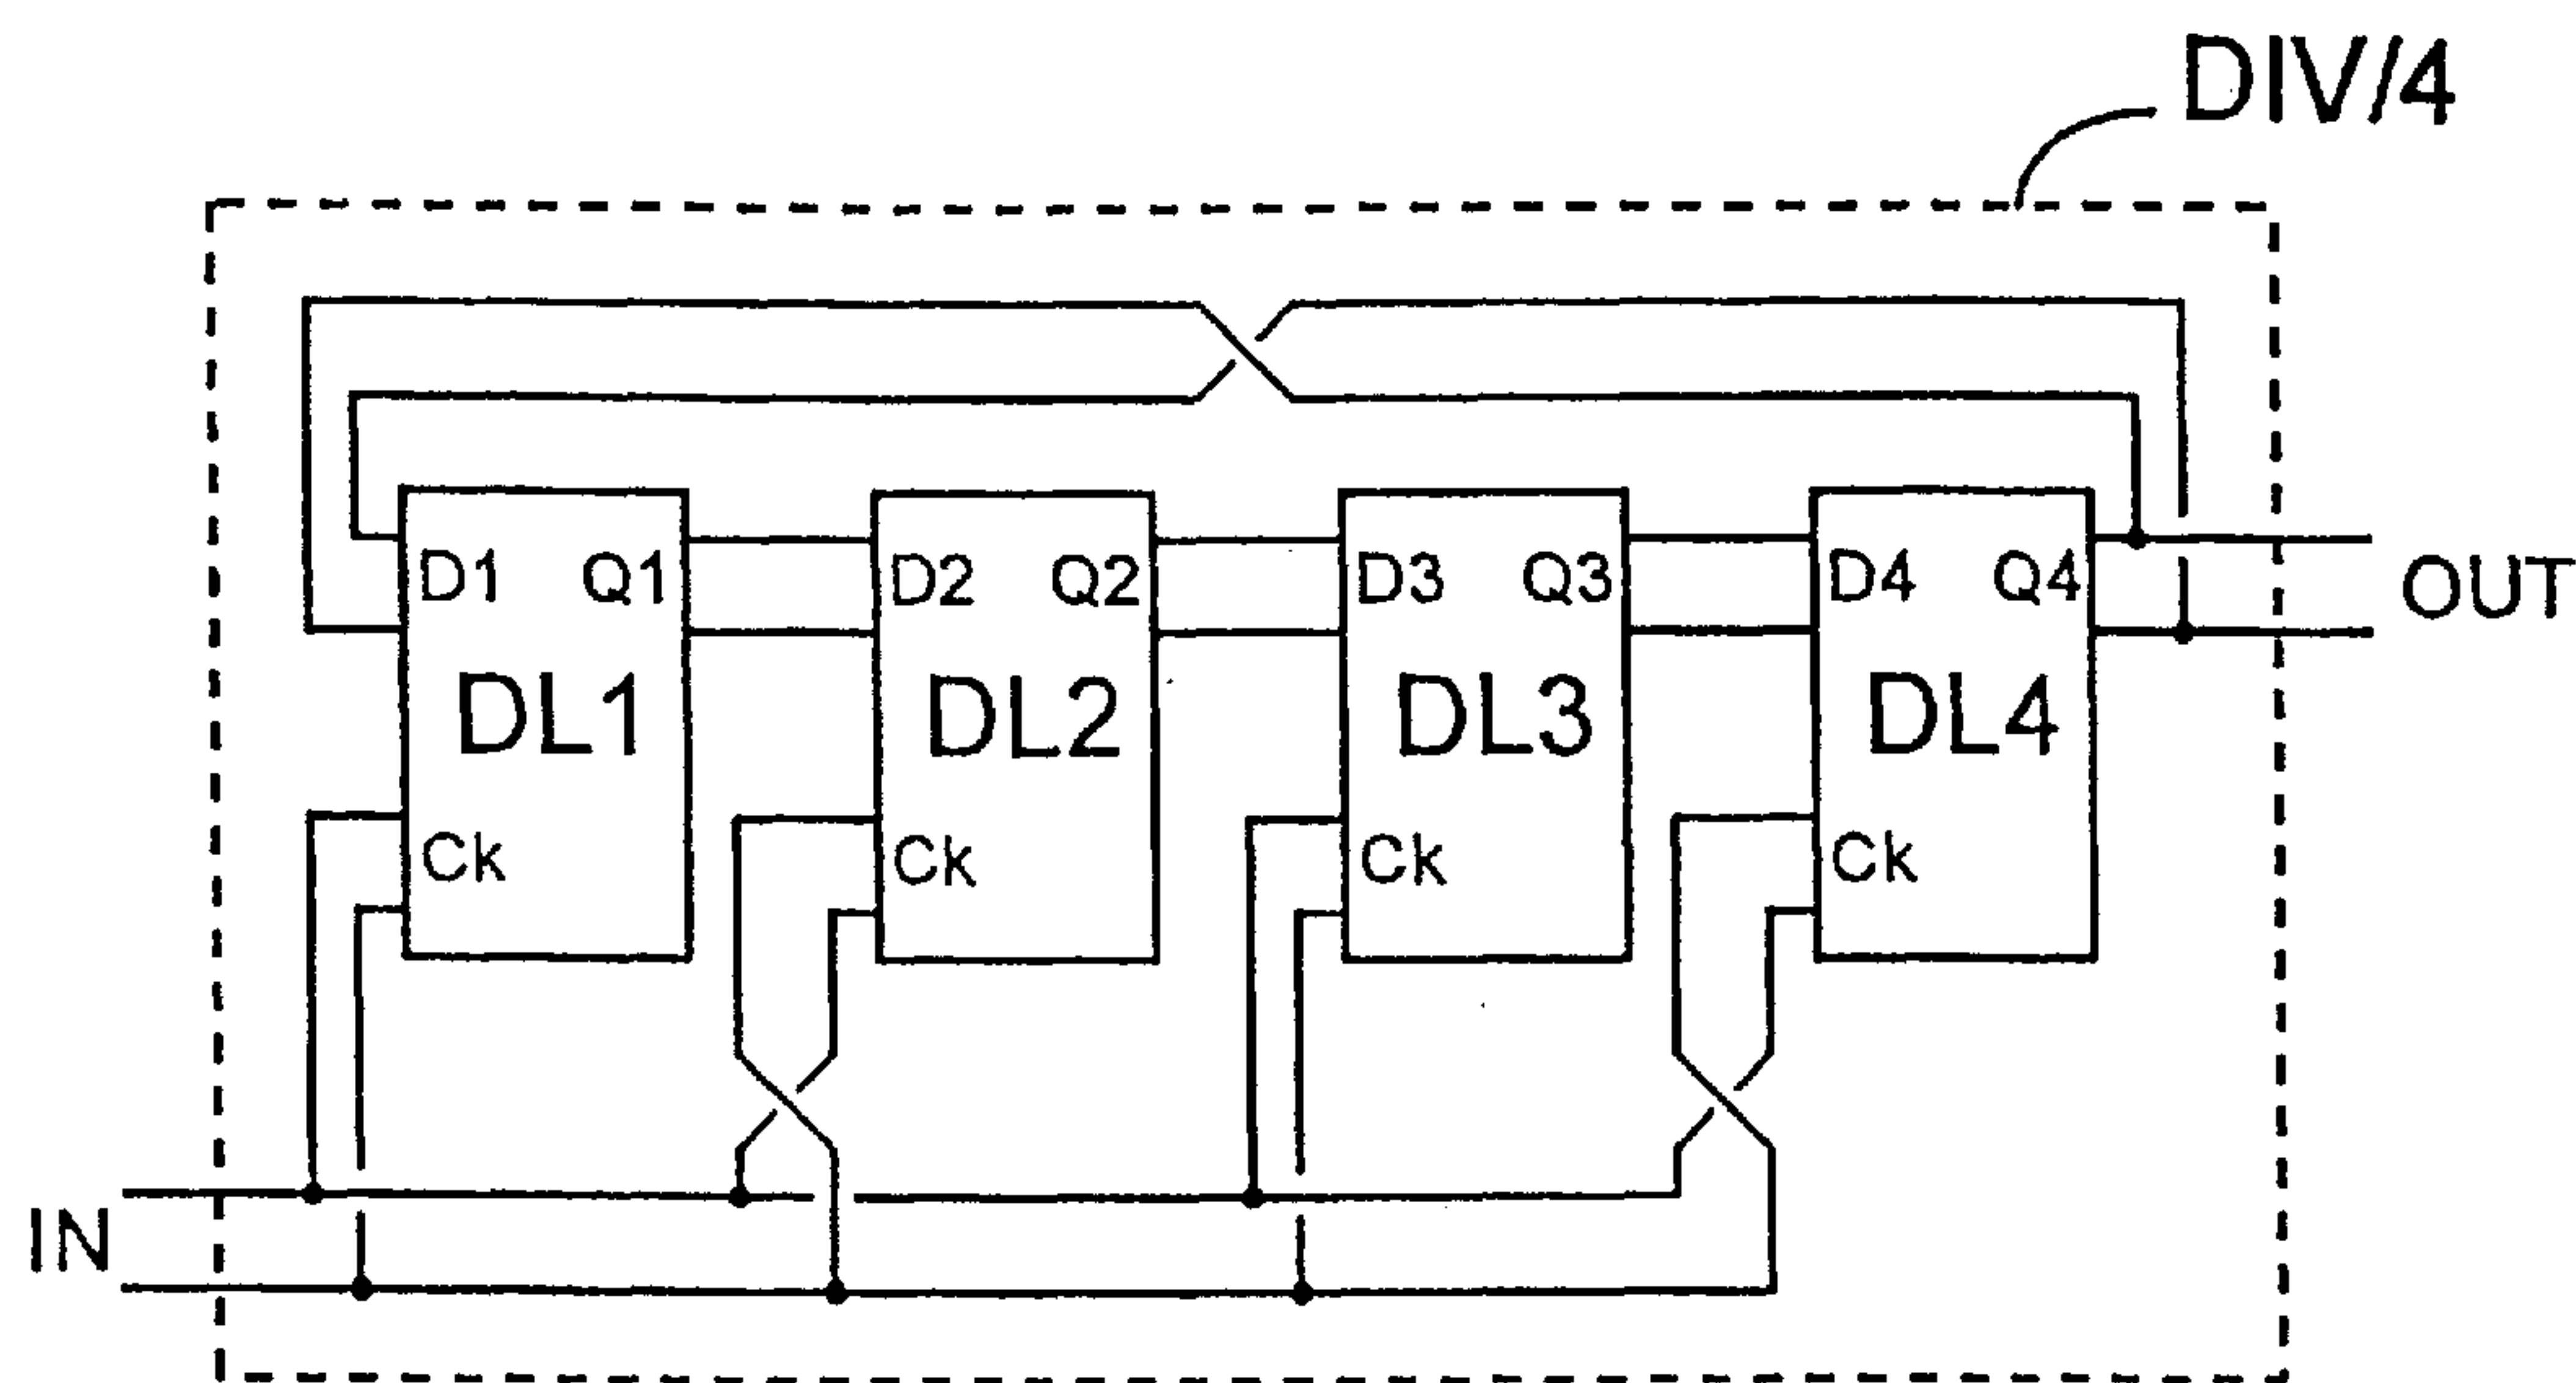 DIV/4
D1 Q1 D2 Q2 D3 Q3 D4 Q4
OUT
DL1 DL2 DL3 DL4
Ck Ck Ck Ck
IN